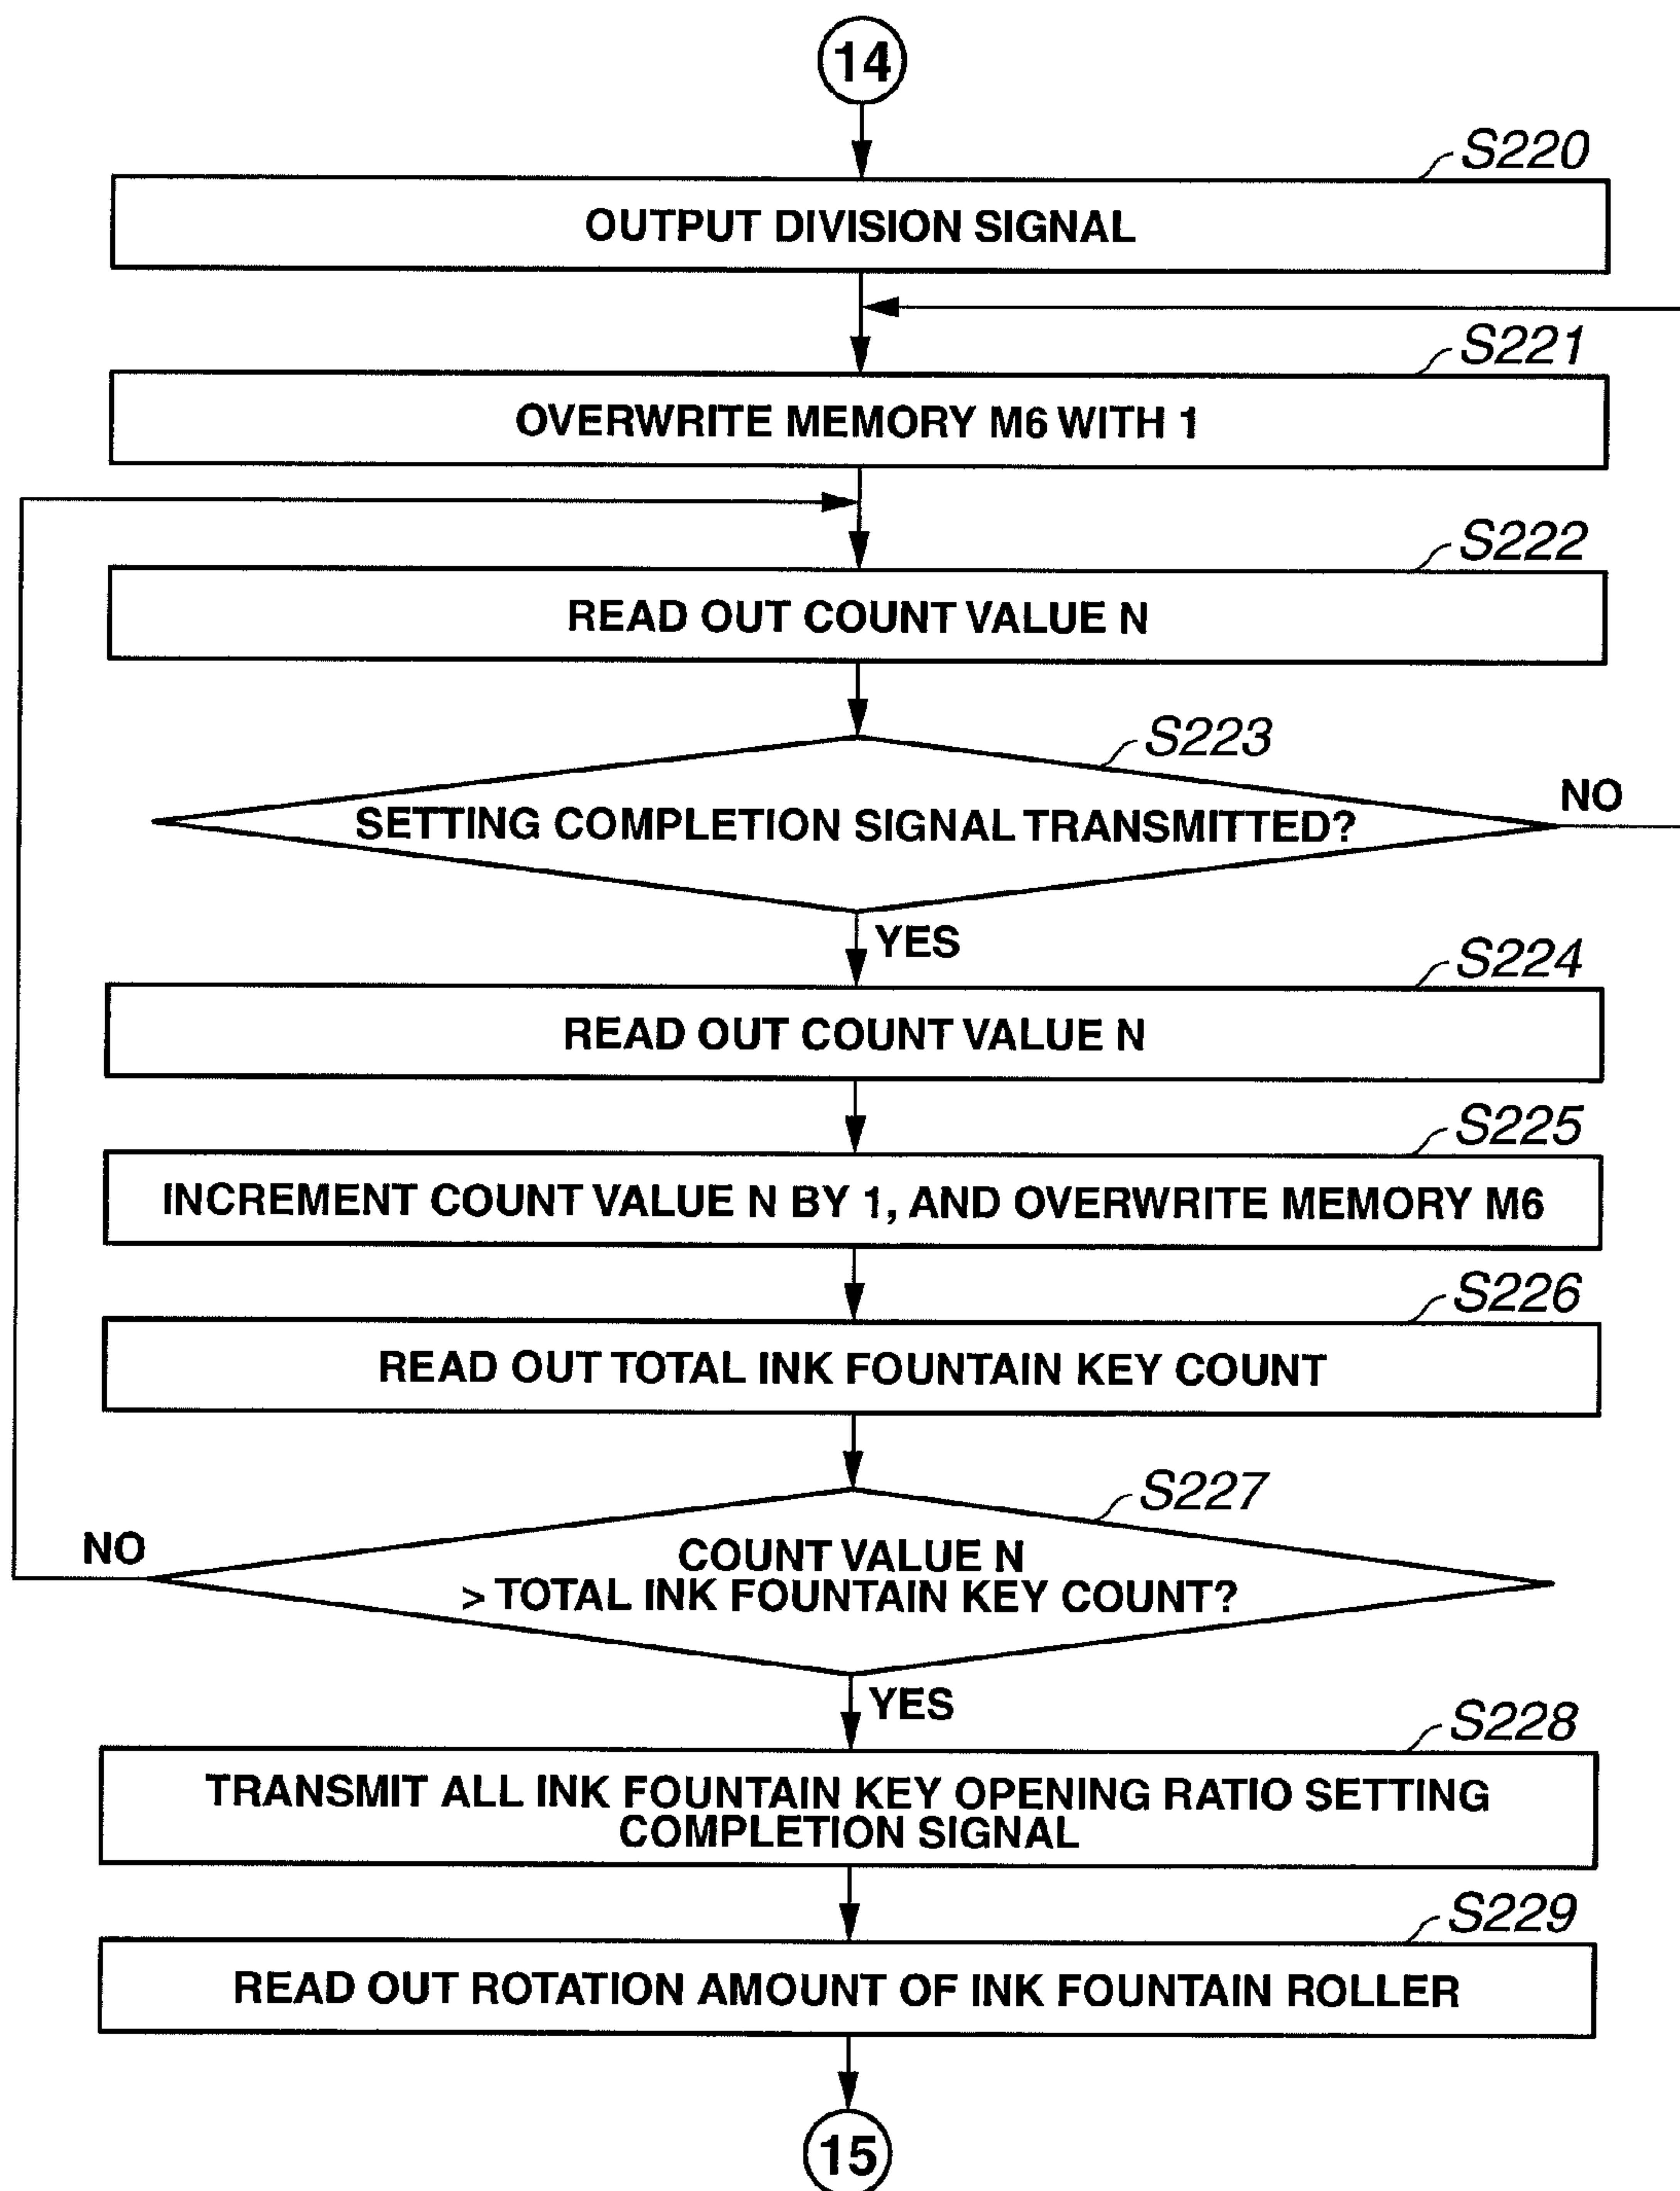 14
S220
OUTPUT DIVISION SIGNAL
S221
OVERWRITE MEMORY M6 WITH 1
S222
READ OUT COUNT VALUE N
S223
SETTING COMPLETION SIGNAL TRANSMITTED?
NO
YES
S224
READ OUT COUNT VALUE N
S225
INCREMENT COUNT VALUE N BY 1, AND OVERWRITE MEMORY M6
S226
READ OUT TOTAL INK FOUNTAIN KEY COUNT
S227
NO
COUNT VALUE N
> TOTAL INK FOUNTAIN KEY COUNT?
YES
S228
TRANSMIT ALL INK FOUNTAIN KEY OPENING RATIO SETTING
COMPLETION SIGNAL
S229
READ OUT ROTATION AMOUNT OF INK FOUNTAIN ROLLER
15